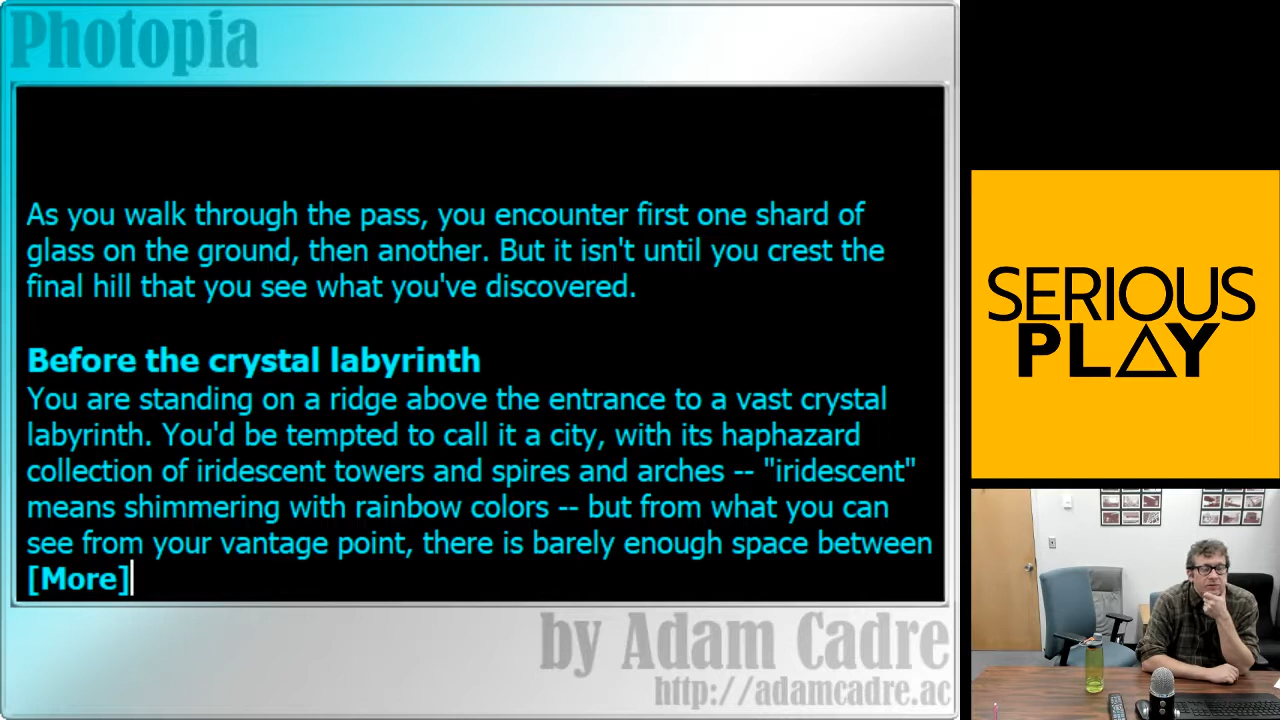 Photopia
As you walk through the pass, you encounter first one shard of
glass on the ground, then another. But it isn't until you crest the
final hill that you see what you've discovered.
Before the crystal labyrinth
You are standing on a ridge above the entrance to a vast crystal
labyrinth. You'd be tempted to call it a city, with its haphazard
collection of iridescent towers and spires and arches -- "iridescent"
means shimmering with rainbow colors -- but from what you can
see from your vantage point, there is barely enough space between
[More]
by Adam Cadre
http://adamcadre.ac
SERIOUS
PLAY